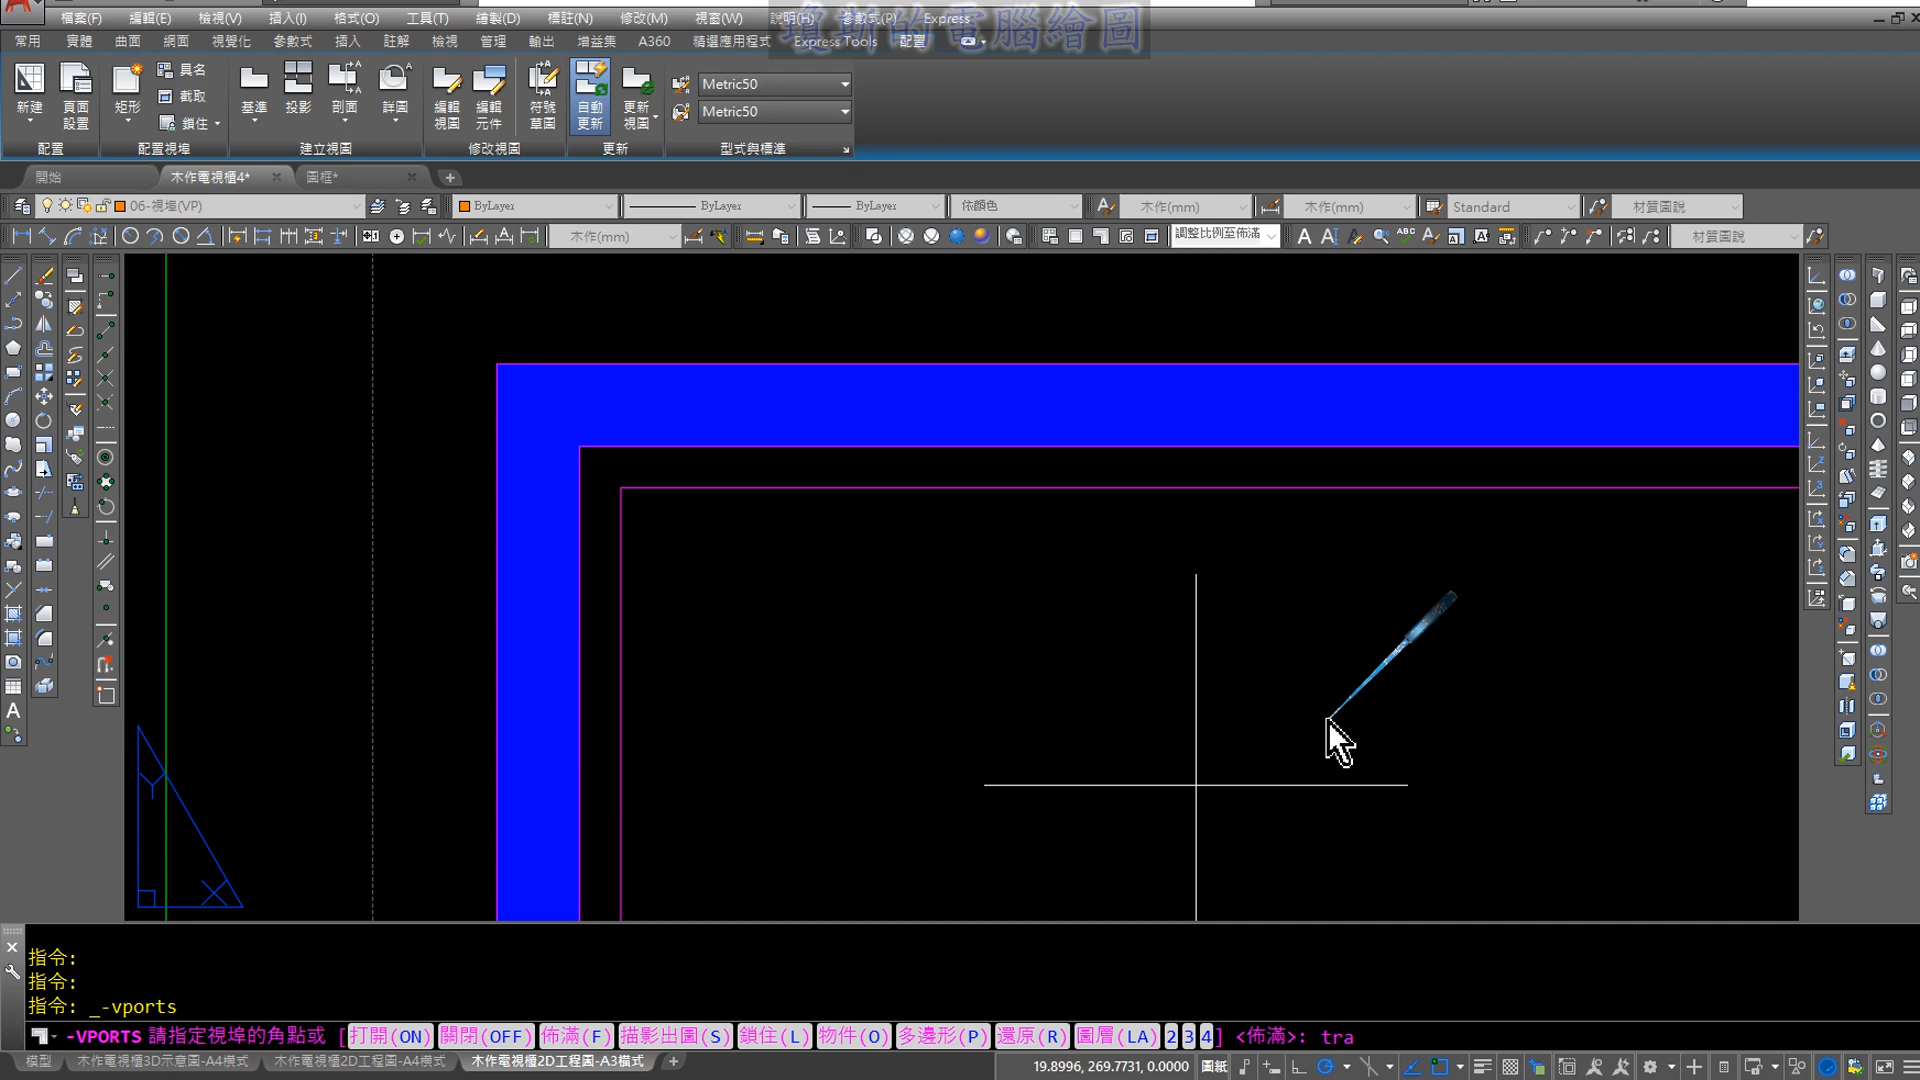 檔案(F) 編輯(E) 檢視(V) 插入(I) 格式(O) 工具(T) 繪製(D) 標註(N) 修改(M) 視窗(W) 說明(H) 參數式(P) Express
瓊斯的電腦繪圖
常用 實體 曲面 網面 視覺化 參數式 插入 註解 檢視 管理 輸出 增益集 A360 精選應用程式 Express Tools 配置
新建 頁面設置 矩形 具名 截取 鎖住 基準 投影 剖面 詳圖 編輯視圖 編輯元件 符號草圖 自動更新 更新視圖 Metric50
Metric50
配置 配置視埠 建立視圖 修改視圖 更新 型式與標準
開始 木作電視櫃4* 圖框*
06-視埠(VP) ByLayer ByLayer ByLayer 依顏色 木作(mm) 木作(mm) Standard 材質圖說
木作(mm) 調整比例至佈滿 材質圖說
Y
X
指令:
指令:
指令: _-vports
-VPORTS 請指定視埠的角點或 [打開(ON) 關閉(OFF) 佈滿(F) 描影出圖(S) 鎖住(L) 物件(O) 多邊形(P) 還原(R) 圖層(LA) 2 3 4] <佈滿>: tra
模型 木作電視櫃3D示意圖-A4橫式 木作電視櫃2D工程圖-A4橫式 木作電視櫃2D工程圖-A3橫式
19.8996, 269.7731, 0.0000 圖紙